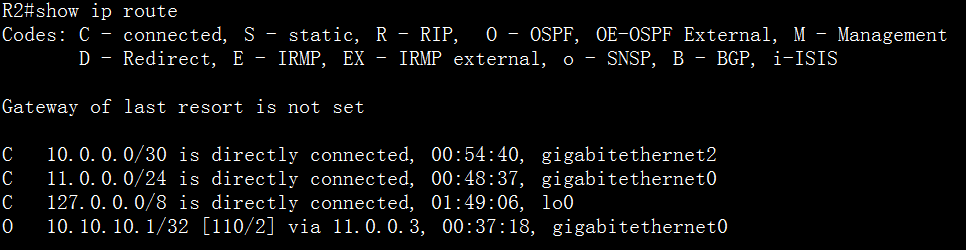 R2#show ip route
Codes: C - connected, S - static, R - RIP,  O - OSPF, OE-OSPF External, M - Management
       D - Redirect, E - IRMP, EX - IRMP external, o - SNSP, B - BGP, i-ISIS
Gateway of last resort is not set
C   10.0.0.0/30 is directly connected, 00:54:40, gigabitethernet2
C   11.0.0.0/24 is directly connected, 00:48:37, gigabitethernet0
C   127.0.0.0/8 is directly connected, 01:49:06, lo0
O   10.10.10.1/32 [110/2] via 11.0.0.3, 00:37:18, gigabitethernet0